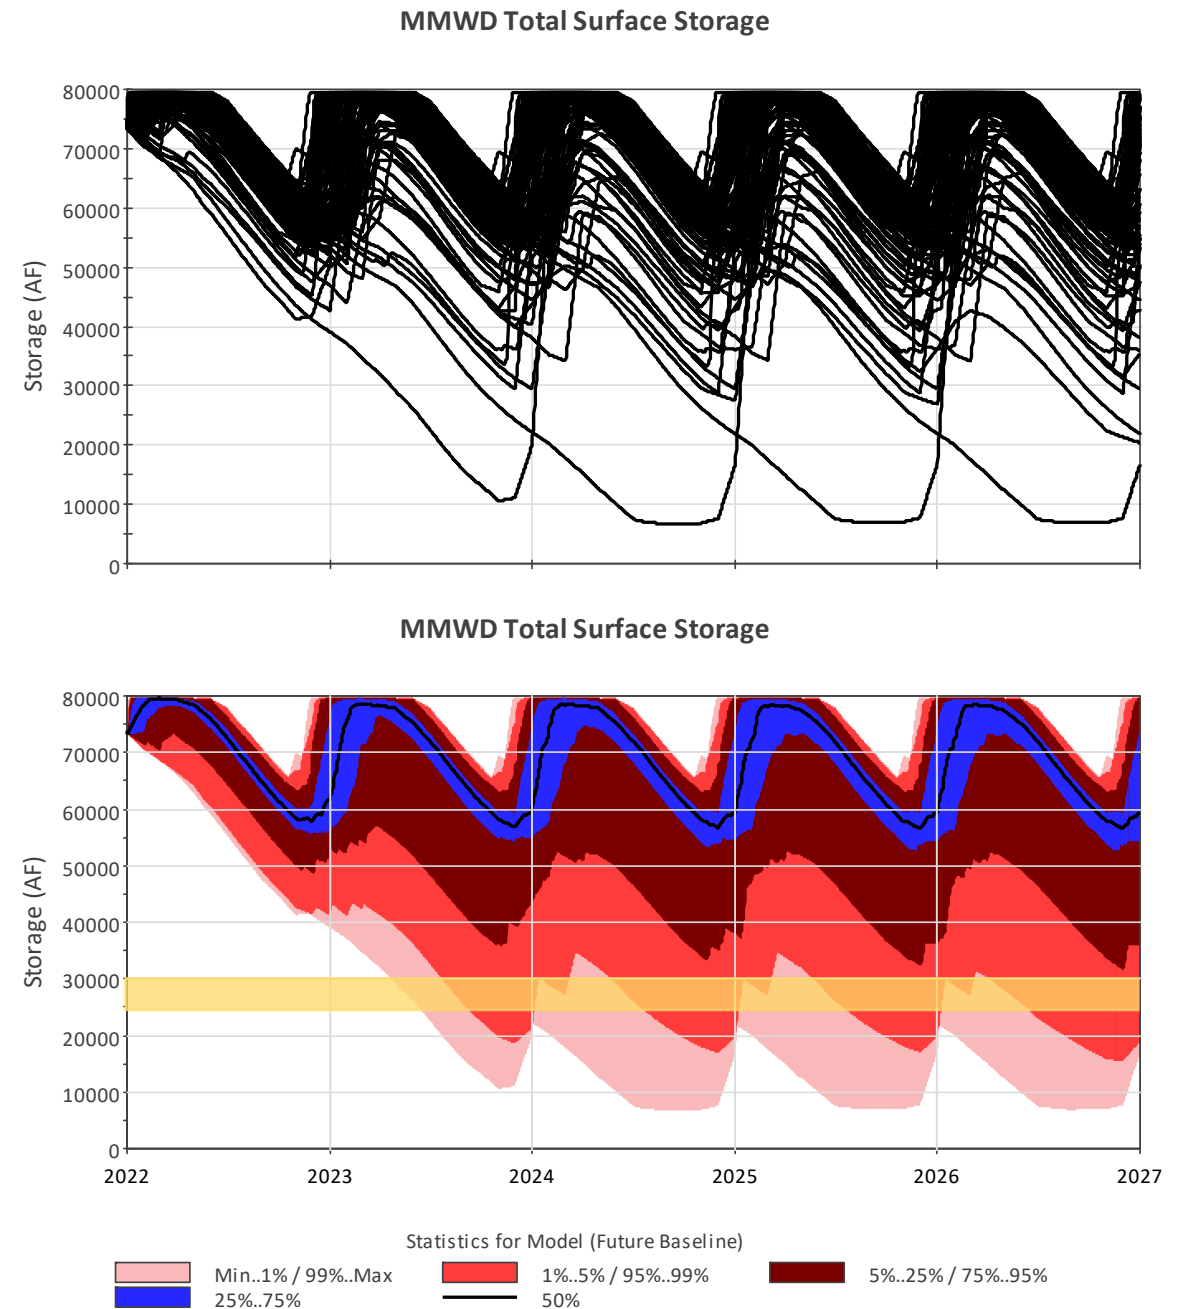 MMWD Total Surface Storage
80000
70000
60000
50000
40000
30000
20000
10000
0
Storage (AF)
MMWD Total Surface Storage
80000
70000
60000
50000
40000
30000
20000
10000
0
Storage (AF)
2022 2023 2024 2025 2026 2027
Statistics for Model (Future Baseline)
Min..1% / 99%..Max 1%..5% / 95%..99% 5%..25% / 75%..95%
25%..75% 50%